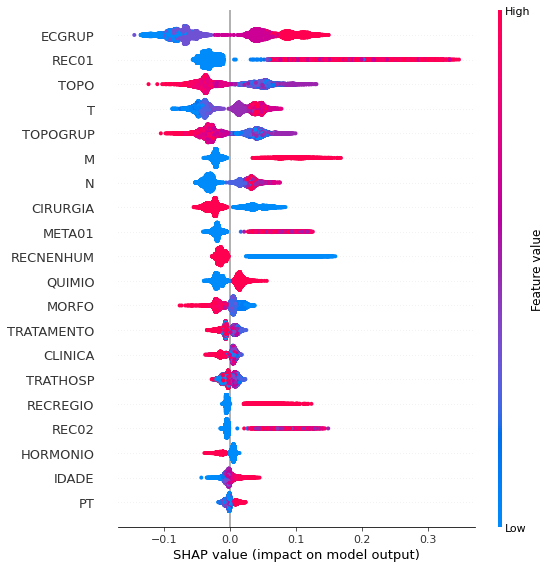 High
ECGRUP
REC01
TOPO
T
TOPOGRUP
M
N
CIRURGIA
META01
RECNENHUM
QUIMIO
MORFO
TRATAMENTO
CLINICA
TRATHOSP
RECREGIO
REC02
HORMONIO
IDADE
PT
Feature value
Low
−0.1 0.0 0.1 0.2 0.3
SHAP value (impact on model output)